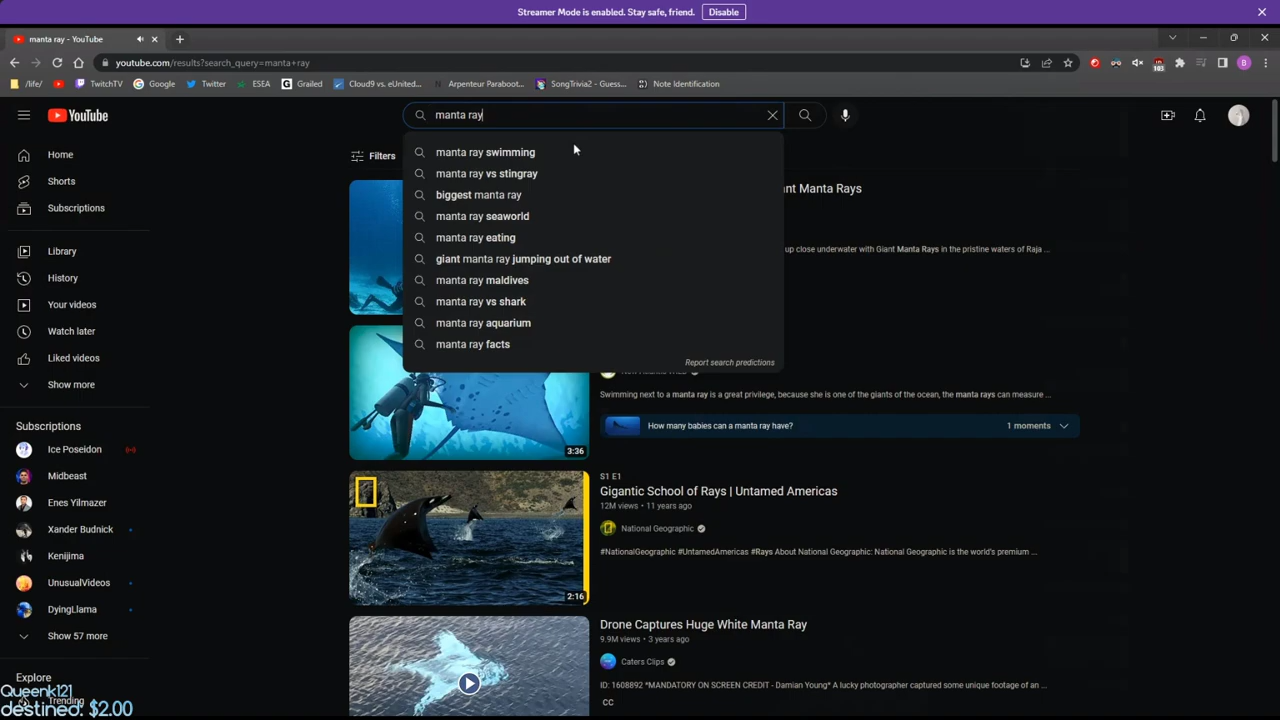 Streamer Mode is enabled. Stay safe, friend. Disable
manta ray - YouTube
youtube.com/results?search_query=manta+ray
/life/ TwitchTV Google Twitter ESEA Grailed Cloud9 vs. eUnited... Arpenteur Paraboot... SongTrivia2 - Guess... Note Identification
103
B
YouTube
manta ray
Home
Shorts
Subscriptions
Library
History
Your videos
Watch later
Liked videos
Show more
Subscriptions
Ice Poseidon
Midbeast
Enes Yilmazer
Xander Budnick
Kenijima
UnusualVideos
DyingLlama
Show 57 more
Explore
Trending
Queenk121
destined: $2.00
Filters
manta ray swimming
manta ray vs stingray
biggest manta ray
manta ray seaworld
manta ray eating
giant manta ray jumping out of water
manta ray maldives
manta ray vs shark
manta ray aquarium
manta ray facts
Report search predictions
ant Manta Rays
up close underwater with Giant Manta Rays in the pristine waters of Raja ...
Swimming next to a manta ray is a great privilege, because she is one of the giants of the ocean, the manta rays can measure ...
How many babies can a manta ray have? 1 moments
3:36
S1 E1
Gigantic School of Rays | Untamed Americas
12M views • 11 years ago
National Geographic
#NationalGeographic #UntamedAmericas #Rays About National Geographic: National Geographic is the world's premium ...
2:16
Drone Captures Huge White Manta Ray
9.9M views • 3 years ago
Caters Clips
ID: 1608892 *MANDATORY ON SCREEN CREDIT - Damian Young* A lucky photographer captured some unique footage of an ...
CC